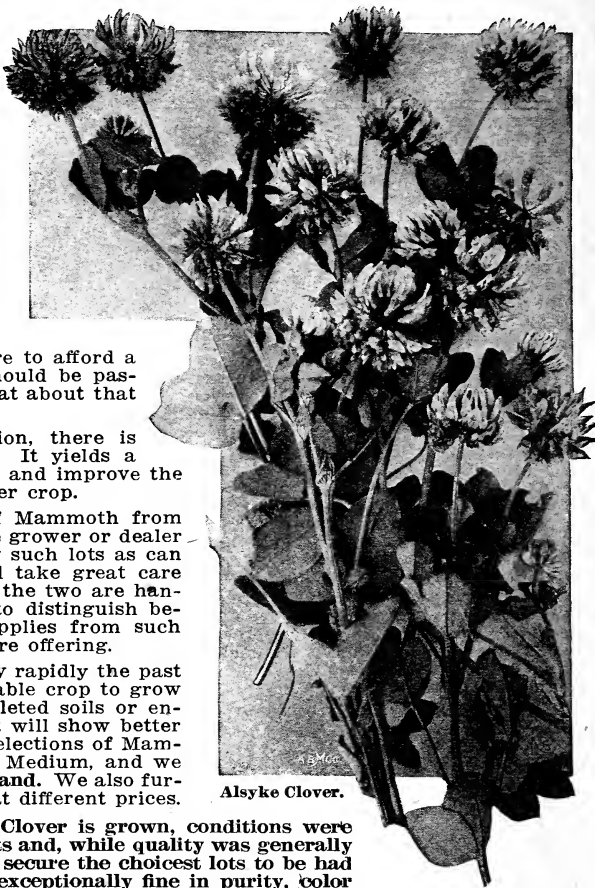 re to afford a
hould be pas-
at about that
ion, there is
It yields a
and improve the
er crop.
f Mammoth from
e grower or dealer
y such lots as can
l take great care
the two are han-
to distinguish be-
pplies from such
re offering.
y rapidly the past
able crop to grow
leted soils or en-
t will show better
elections of Mam-
Medium, and we
and. We also fur-
at different prices.
Alsyke Clover.
Clover is grown, conditions were
ts and, while quality was generally
secure the choicest lots to be had
exceptionally fine in purity, color